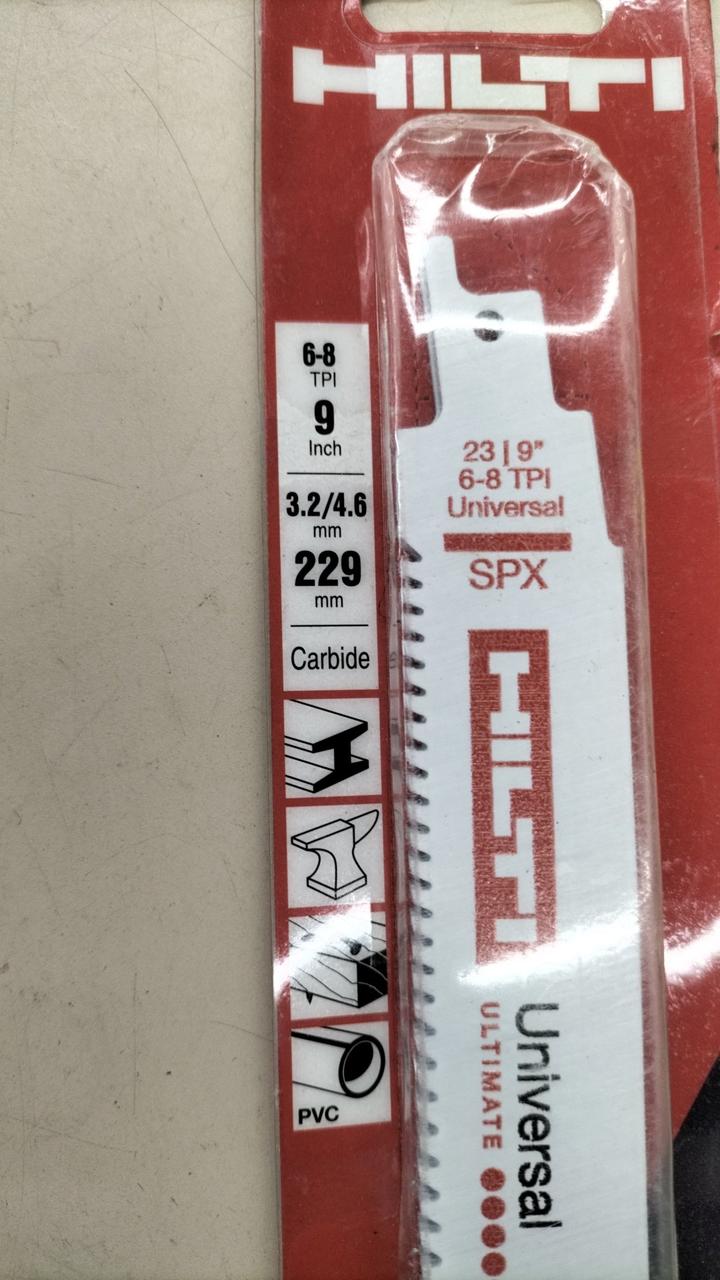 HILTI
6-8
TPI
9
Inch
3.2/4.6
mm
229
mm
Carbide
PVC
23 | 9"
6-8 TPI
Universal
SPX
HILTI
Universal
ULTIMATE